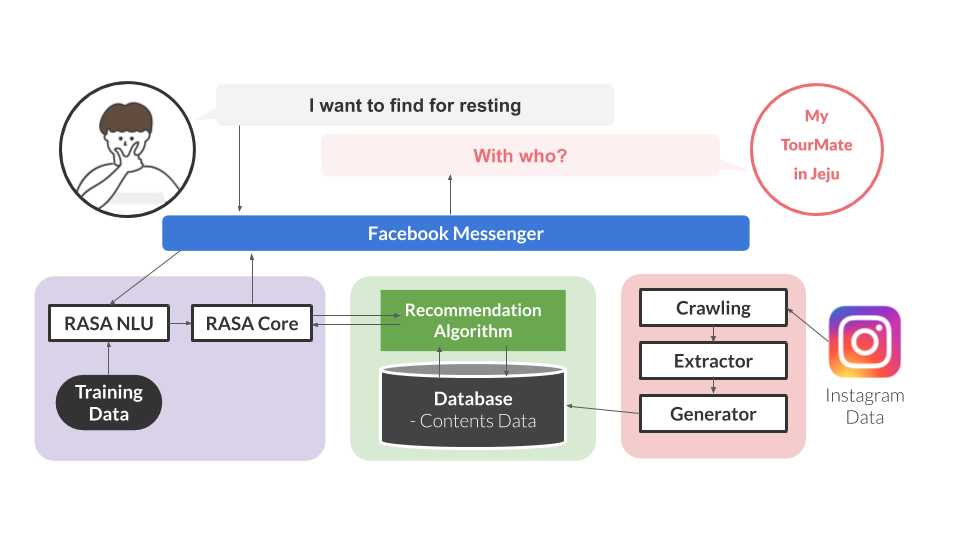 I want to find for resting
My
TourMate
in Jeju
With who?
Facebook Messenger
RASA NLU
RASA Core
Training
Data
Recommendation
Algorithm
Database
- Contents Data
Crawling
Extractor
Generator
Instagram
Data